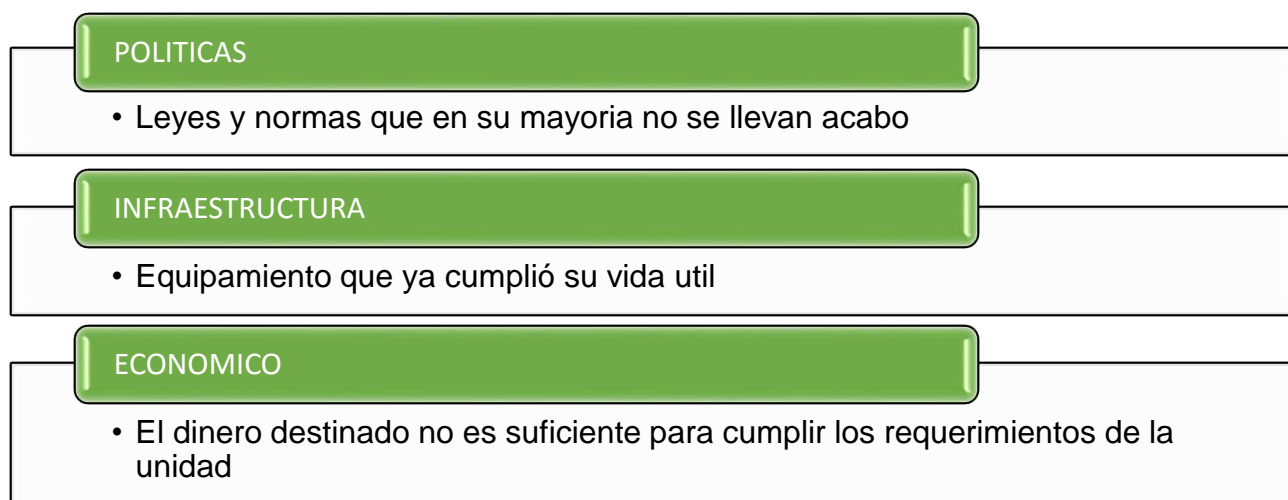 POLITICAS
• Leyes y normas que en su mayoria no se llevan acabo
INFRAESTRUCTURA
• Equipamiento que ya cumplió su vida util
ECONOMICO
• El dinero destinado no es suficiente para cumplir los requerimientos de la
unidad